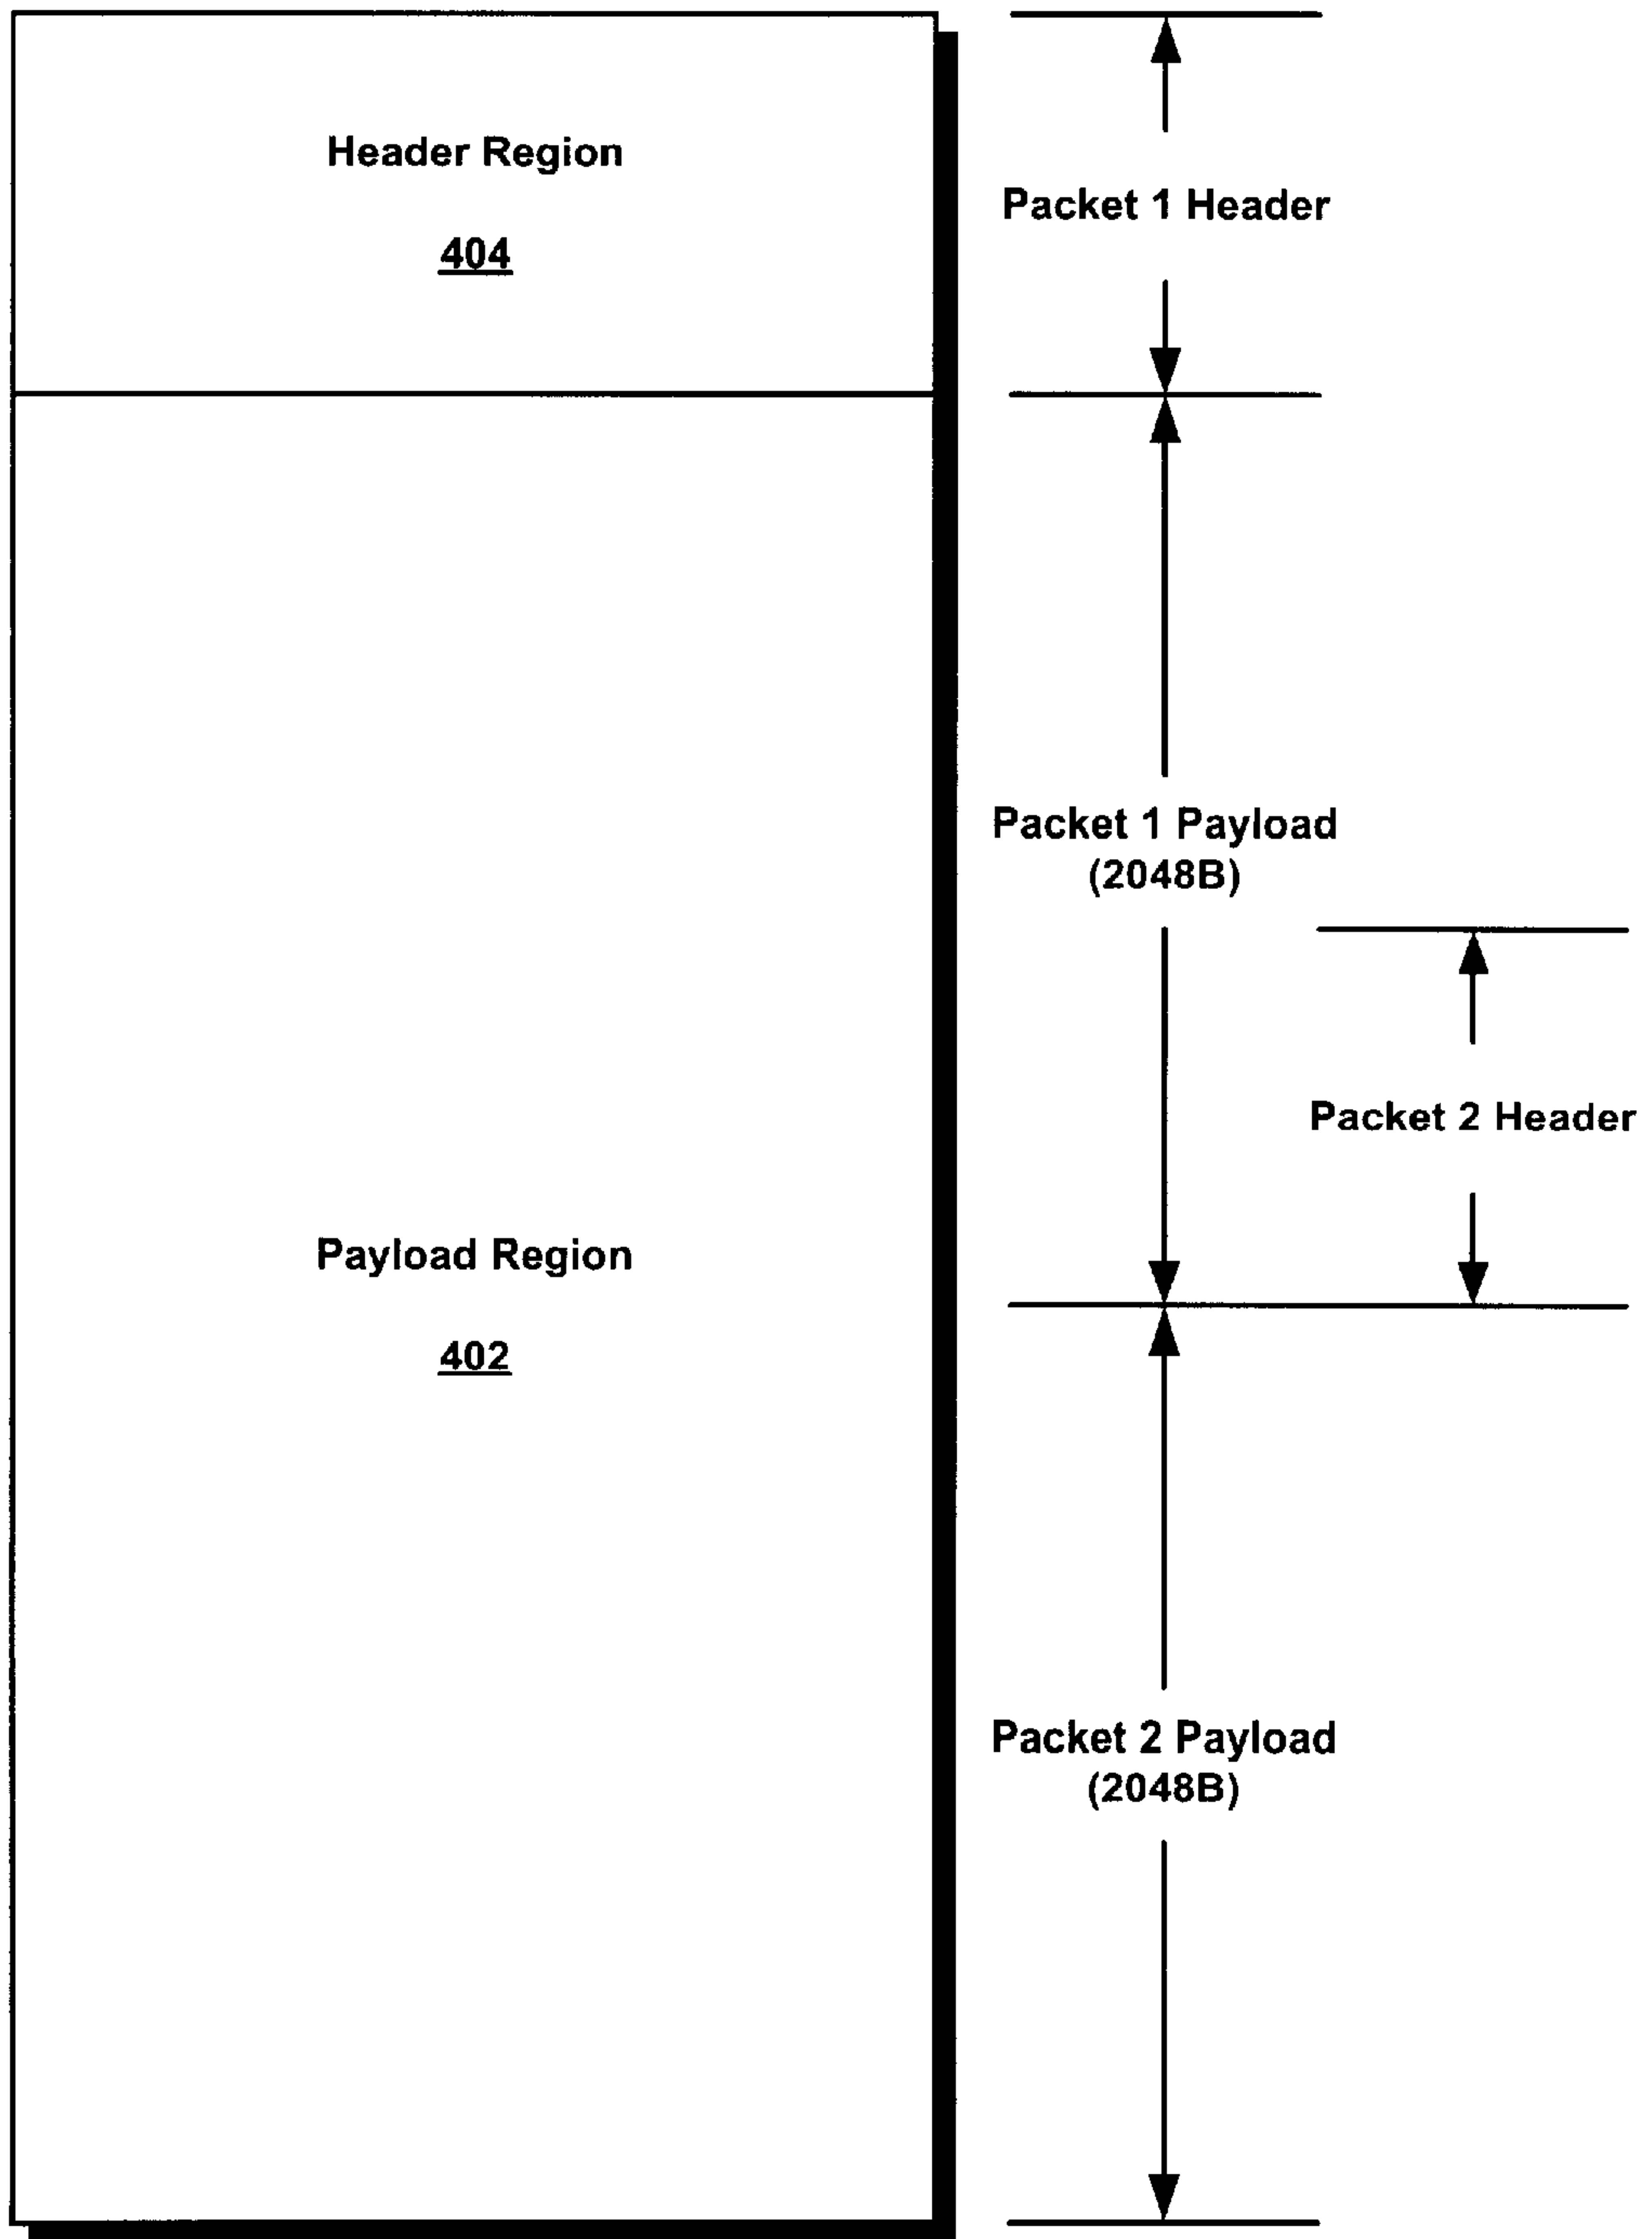 Header Region
404
Packet 1 Header
Packet 1 Payload
(2048B)
Packet 2 Header
Payload Region
402
Packet 2 Payload
(2048B)